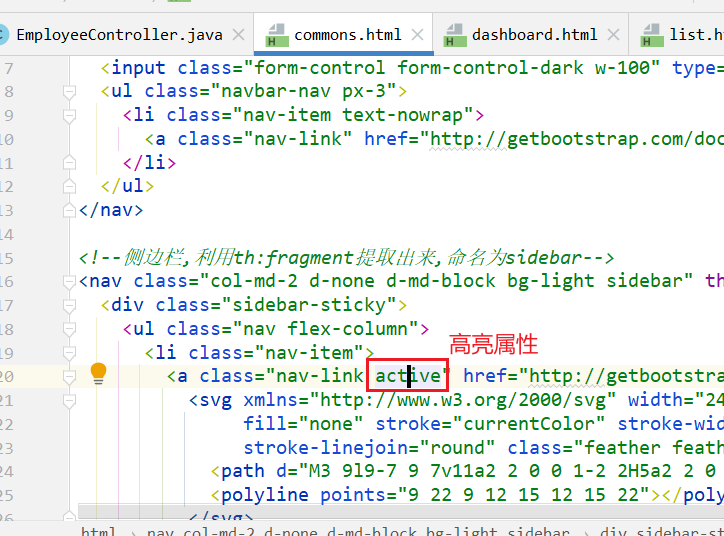 EmployeeController.java
commons.html
dashboard.html
list.h
7 <input class="form-control form-control-dark w-100" type=
8 <ul class="navbar-nav px-3">
9 <li class="nav-item text-nowrap">
10 <a class="nav-link" href="http://getbootstrap.com/doc
11 </li>
12 </ul>
13 </nav>
14
15 <!--侧边栏,利用th:fragment提取出来,命名为sidebar-->
16 <nav class="col-md-2 d-none d-md-block bg-light sidebar" th
17 <div class="sidebar-sticky">
18 <ul class="nav flex-column">
19 <li class="nav-item">
高亮属性
20 <a class="nav-link active" href="http://getbootstra
21 <svg xmlns="http://www.w3.org/2000/svg" width="24
22 fill="none" stroke="currentColor" stroke-wid
23 stroke-linejoin="round" class="feather feath
24 <path d="M3 9l9-7 9 7v11a2 2 0 0 1-2 2H5a2 2 0
25 <polyline points="9 22 9 12 15 12 15 22"></poly
26 </svg>
html › nav.col-md-2.d-none.d-md-block.bg-light.sidebar › div.sidebar-st